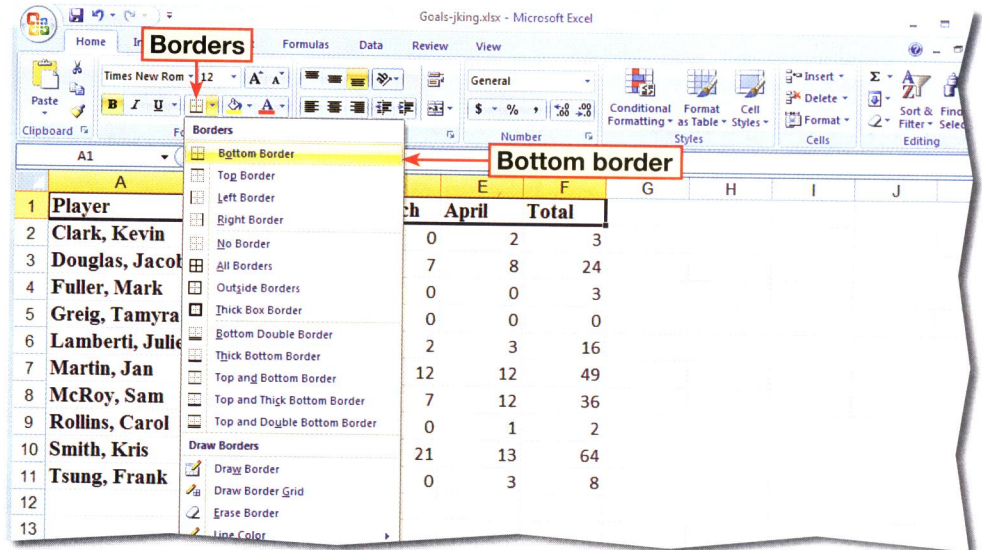 Goals-jking.xlsx - Microsoft Excel
Home
Borders
Formulas
Data
Review
View
Paste
Clipboard
Times New Rom
12
A A
B I U
A
General
$ % , .0 .00 .00 .0
Number
Conditional Formatting
Format as Table
Cell Styles
Styles
Insert
Delete
Format
Cells
Σ
A Z
Sort & Filter
Editing
A1
Borders
Bottom Border
Bottom border
Top Border
Left Border
Right Border
No Border
All Borders
Outside Borders
Thick Box Border
Bottom Double Border
Thick Bottom Border
Top and Bottom Border
Top and Thick Bottom Border
Top and Double Bottom Border
Draw Borders
Draw Border
Draw Border Grid
Erase Border
Line Color
A E F G H I J
1 Player April Total
2 Clark, Kevin 0 2 3
3 Douglas, Jacob 7 8 24
4 Fuller, Mark 0 0 3
5 Greig, Tamyra 0 0 0
6 Lamberti, Julie 2 3 16
7 Martin, Jan 12 12 49
8 McRoy, Sam 7 12 36
9 Rollins, Carol 0 1 2
10 Smith, Kris 21 13 64
11 Tsung, Frank 0 3 8
12
13